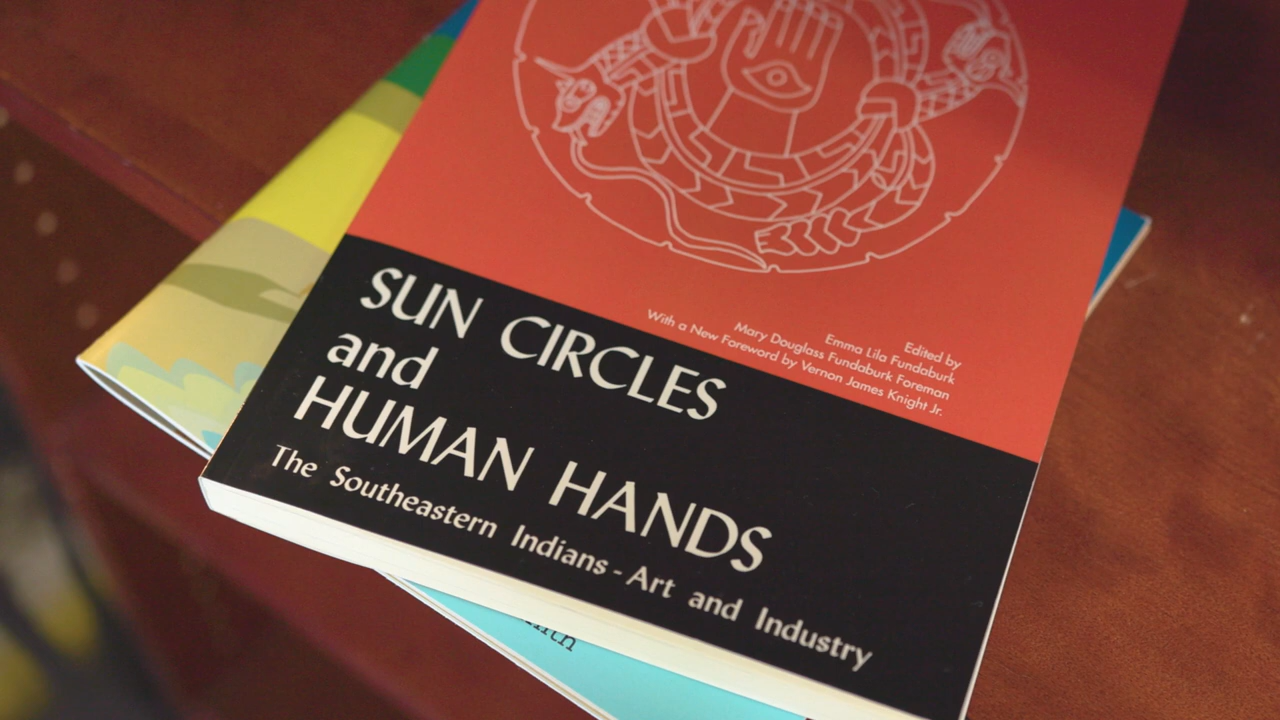 Edited by
Emma Lila Fundaburk
Mary Douglass Fundaburk Foreman
With a New Foreword by Vernon James Knight Jr.
SUN CIRCLES
and
HUMAN HANDS
The Southeastern Indians - Art and Industry